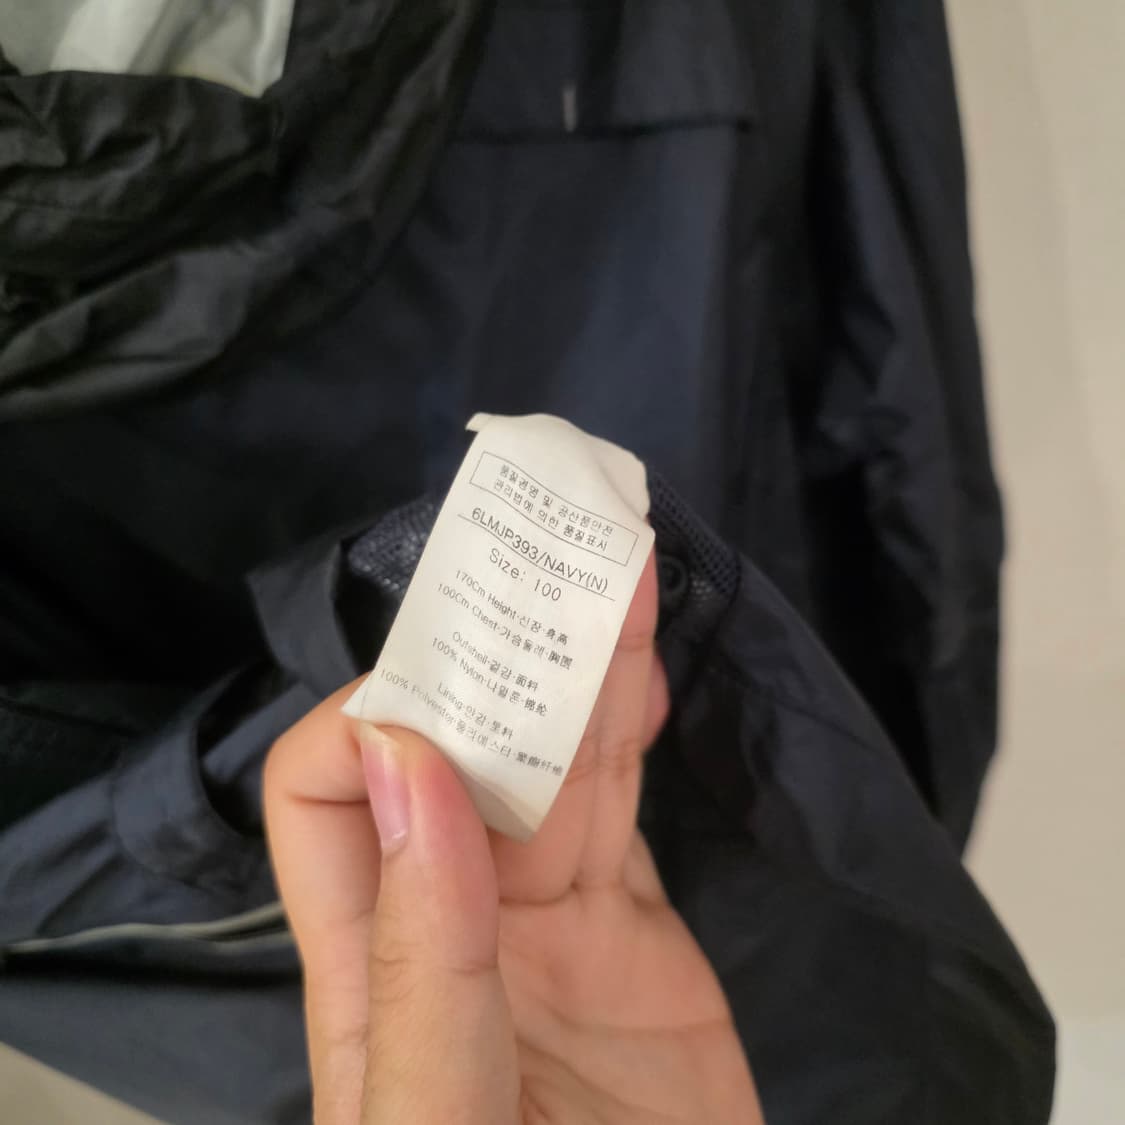 품질경영 및 공산품안전
관리법에 의한 품질표시
6LMJP393/NAVY(N)
Size: 100
170Cm Height·신장·身高
100Cm Chest·가슴둘레·胸围
Outshell·겉감·面料
100% Nylon·나일론·锦纶
Lining·안감·里料
100% Polyester·폴리에스터·聚酯纤维